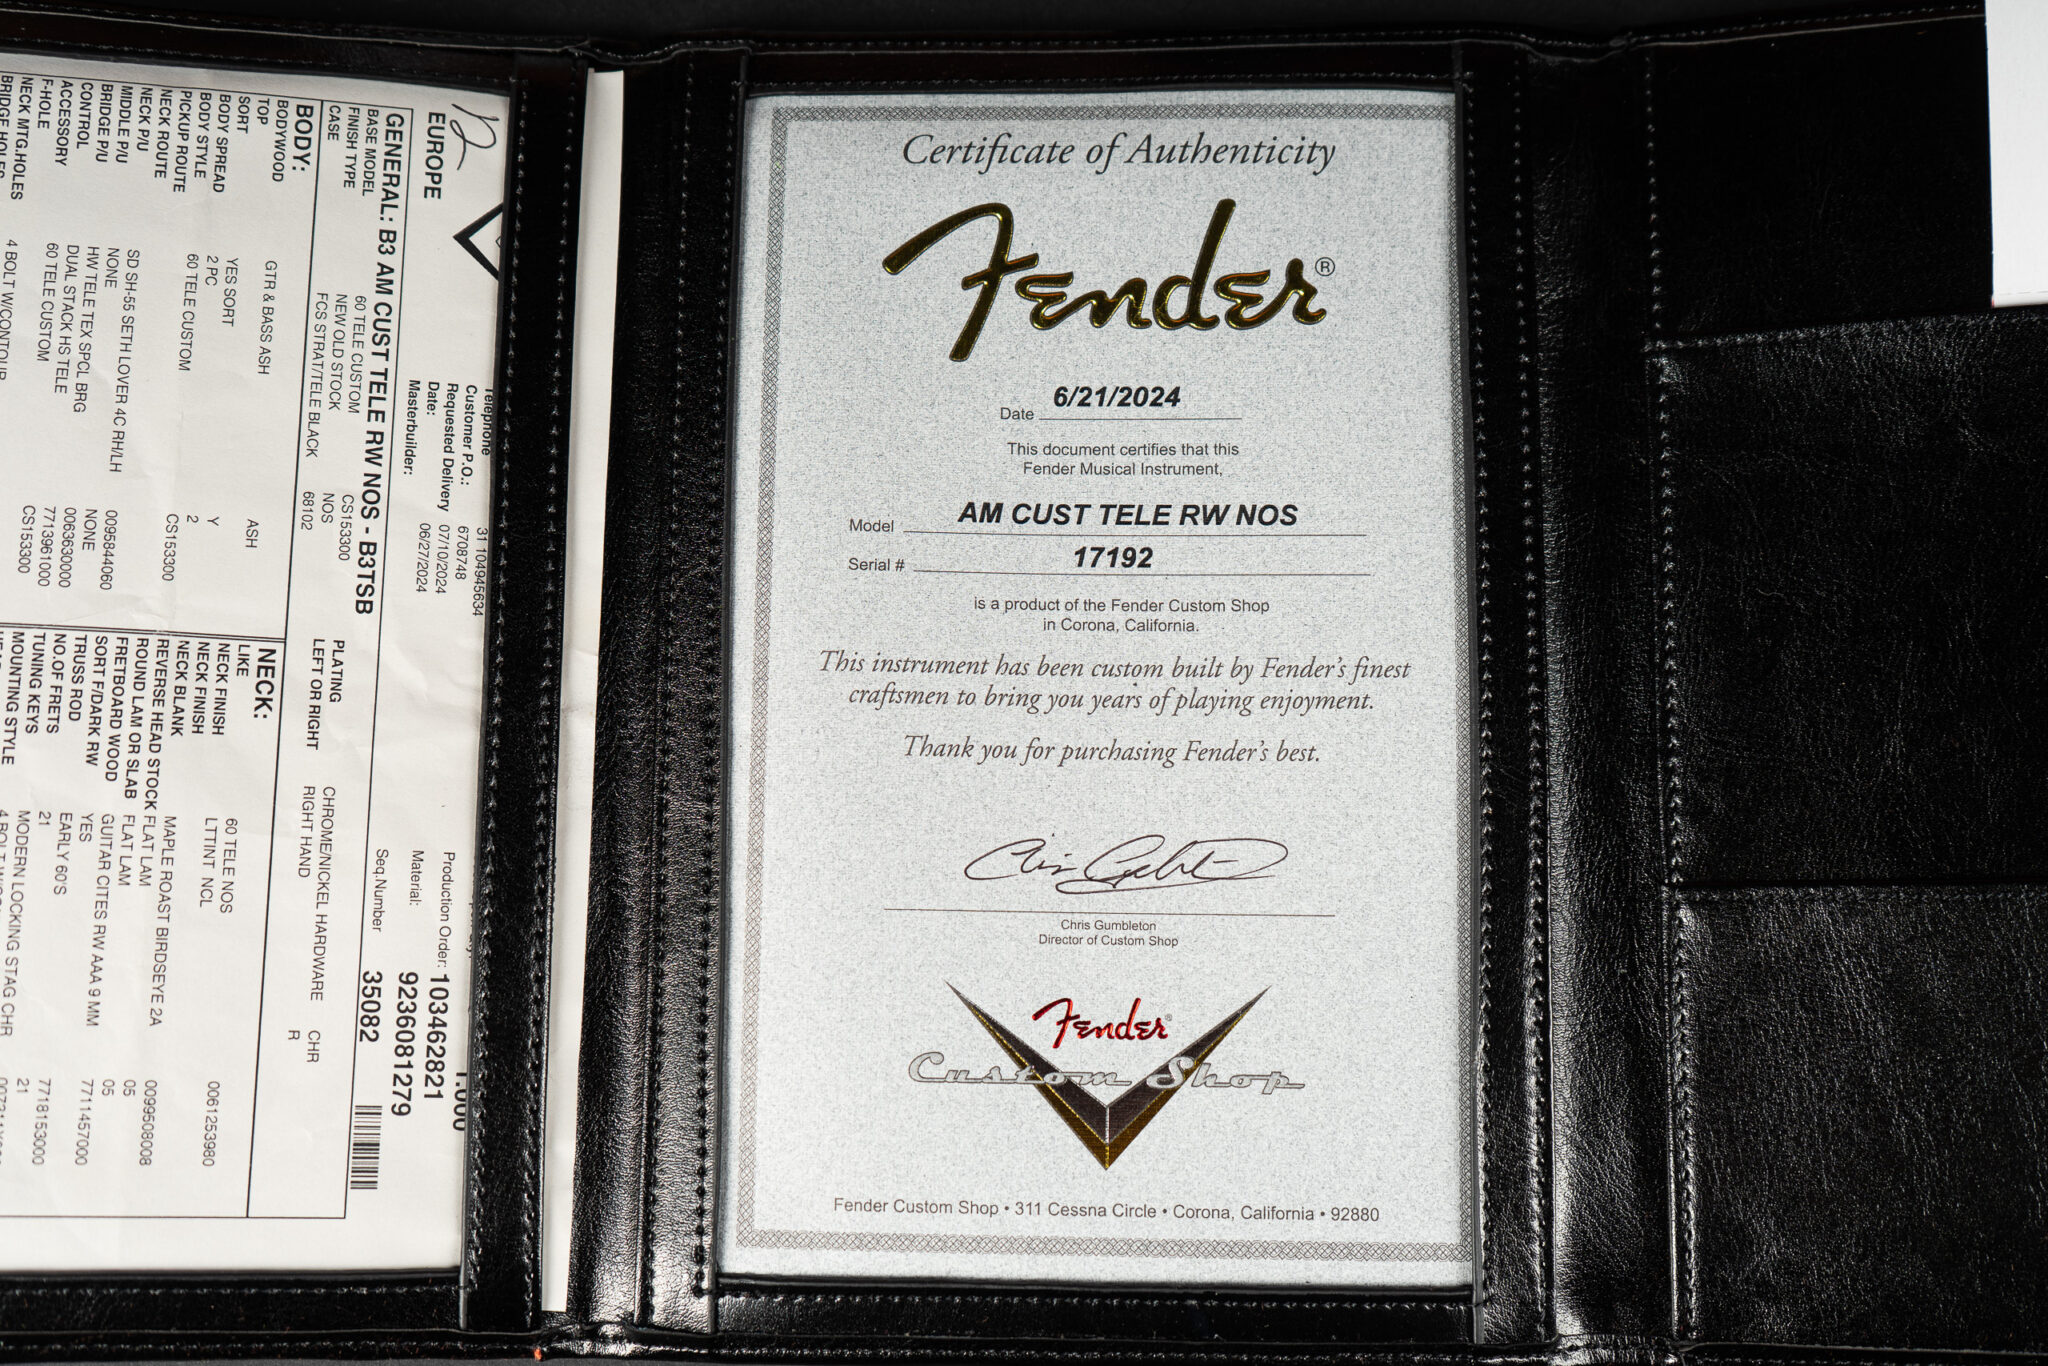 12
EUROPE
Telephone 31 104945634
Customer P.O.: 6708748
Requested Delivery 07/10/2024
Date: 06/27/2024
Masterbuilder:
1.000
Production Order: 103462821
Material: 9236081279
Seq.Number 35082
GENERAL: B3 AM CUST TELE RW NOS - B3TSB
BASE MODEL 60 TELE CUSTOM CS153300
FINISH TYPE NEW OLD STOCK NOS
CASE FCS STRAT/TELE BLACK 68102
PLATING CHROME/NICKEL HARDWARE CHR
LEFT OR RIGHT RIGHT HAND R
BODY:
BODYWOOD GTR & BASS ASH ASH
TOP
SORT YES SORT Y
BODY SPREAD 2 PC 2
BODY STYLE 60 TELE CUSTOM CS153300
PICKUP ROUTE
NECK ROUTE
NECK P/U SD SH-55 SETH LOVER 4C RH/LH 0095844060
MIDDLE P/U NONE NONE
BRIDGE P/U HW TELE TEX SPCL BRG 0063630000
CONTROL DUAL STACK HS TELE 7713961000
ACCESSORY 60 TELE CUSTOM CS153300
F-HOLE
NECK MTG.HOLES 4 BOLT W/CONTOUR
BRIDGE HOLES
NECK:
LIKE 60 TELE NOS
NECK FINISH LTTINT NCL 0061253980
NECK FINISH
NECK BLANK MAPLE ROAST BIRDSEYE 2A 0099508008
REVERSE HEAD STOCK FLAT LAM 05
ROUND LAM OR SLAB FLAT LAM 05
FRETBOARD WOOD GUITAR CITES RW AAA 9 MM 7711457000
SORT F/DARK RW YES
TRUSS ROD EARLY 60'S 7718153000
NO.OF FRETS 21 21
TUNING KEYS MODERN LOCKING STAG CHR
MOUNTING STYLE
Certificate of Authenticity
Fender®
Date 6/21/2024
This document certifies that this
Fender Musical Instrument,
Model AM CUST TELE RW NOS
Serial # 17192
is a product of the Fender Custom Shop
in Corona, California.
This instrument has been custom built by Fender's finest
craftsmen to bring you years of playing enjoyment.
Thank you for purchasing Fender's best.
Chris Gumbleton
Director of Custom Shop
Fender®
Custom Shop
Fender Custom Shop • 311 Cessna Circle • Corona, California • 92880